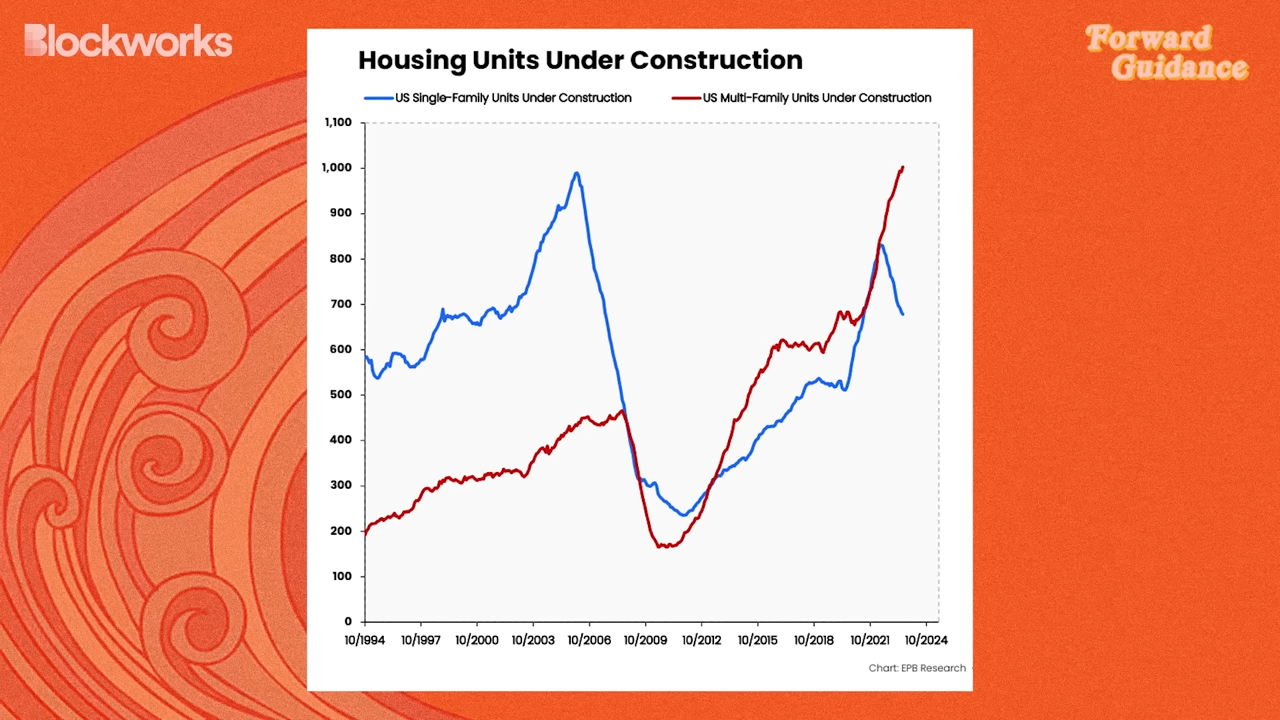 Blockworks
Forward
Guidance
Housing Units Under Construction
US Single-Family Units Under Construction
US Multi-Family Units Under Construction
1,100
1,000
900
800
700
600
500
400
300
200
100
0
10/1994 10/1997 10/2000 10/2003 10/2006 10/2009 10/2012 10/2015 10/2018 10/2021 10/2024
Chart: EPB Research